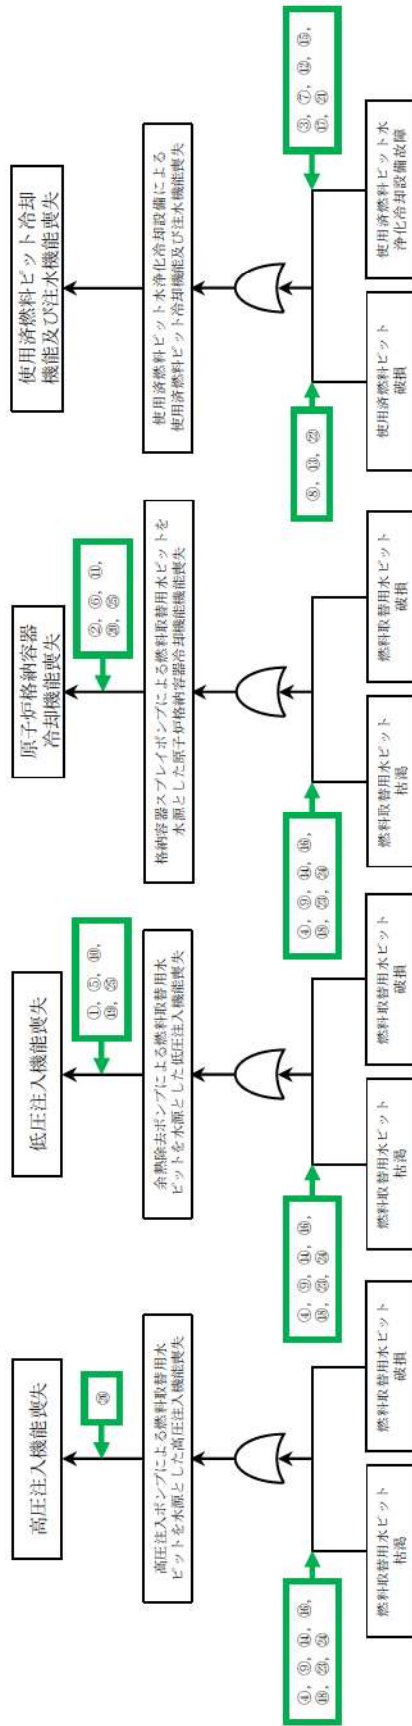 高圧注入機能喪失
㉖
高圧注入ポンプによる燃料取替用水
ピットを水源とした高圧注入機能喪失
④, ⑨, ⑭, ⑯,
⑱, ㉓, ㉔
燃料取替用水ピット
枯渇
燃料取替用水ピット
破損
低圧注入機能喪失
①, ⑤, ⑩,
⑲, ㉕
余熱除去ポンプによる燃料取替用水
ピットを水源とした低圧注入機能喪失
④, ⑨, ⑭, ⑯,
⑱, ㉓, ㉔
燃料取替用水ピット
枯渇
燃料取替用水ピット
破損
原子炉格納容器
冷却機能喪失
②, ⑥, ⑪,
⑳, ㉕
格納容器スプレイポンプによる燃料取替用水ピットを
水源とした原子炉格納容器冷却機能機能喪失
④, ⑨, ⑭, ⑯,
⑱, ㉓, ㉔
燃料取替用水ピット
枯渇
燃料取替用水ピット
破損
使用済燃料ピット冷却
機能及び注水機能喪失
使用済燃料ピット水浄化冷却設備による
使用済燃料ピット冷却機能及び注水機能喪失
⑧, ⑬, ㉒
③, ⑦, ⑫, ⑮,
⑰, ㉑
使用済燃料ピット
破損
使用済燃料ピット水
浄化冷却設備故障